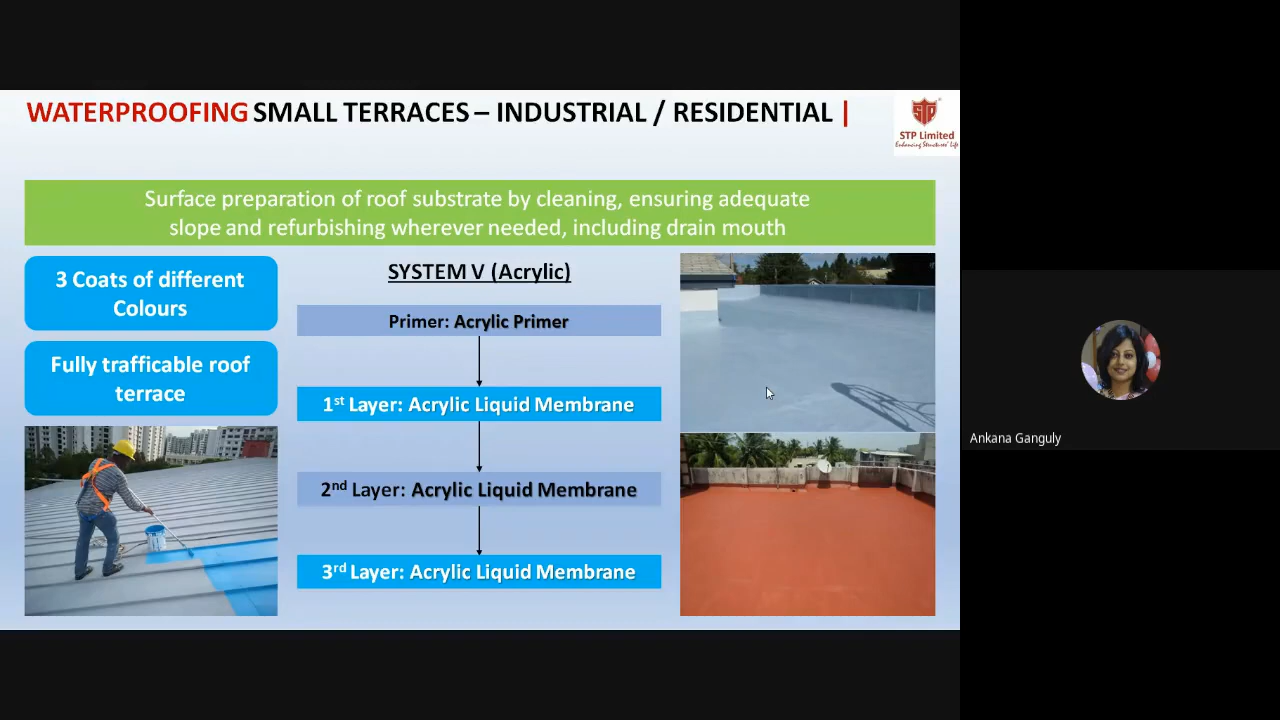 WATERPROOFING SMALL TERRACES – INDUSTRIAL / RESIDENTIAL |
STP
STP Limited
Enhancing Structures' Life
Surface preparation of roof substrate by cleaning, ensuring adequate
slope and refurbishing wherever needed, including drain mouth
3 Coats of different
Colours
Fully trafficable roof
terrace
SYSTEM V (Acrylic)
Primer: Acrylic Primer
1st Layer: Acrylic Liquid Membrane
2nd Layer: Acrylic Liquid Membrane
3rd Layer: Acrylic Liquid Membrane
Ankana Ganguly